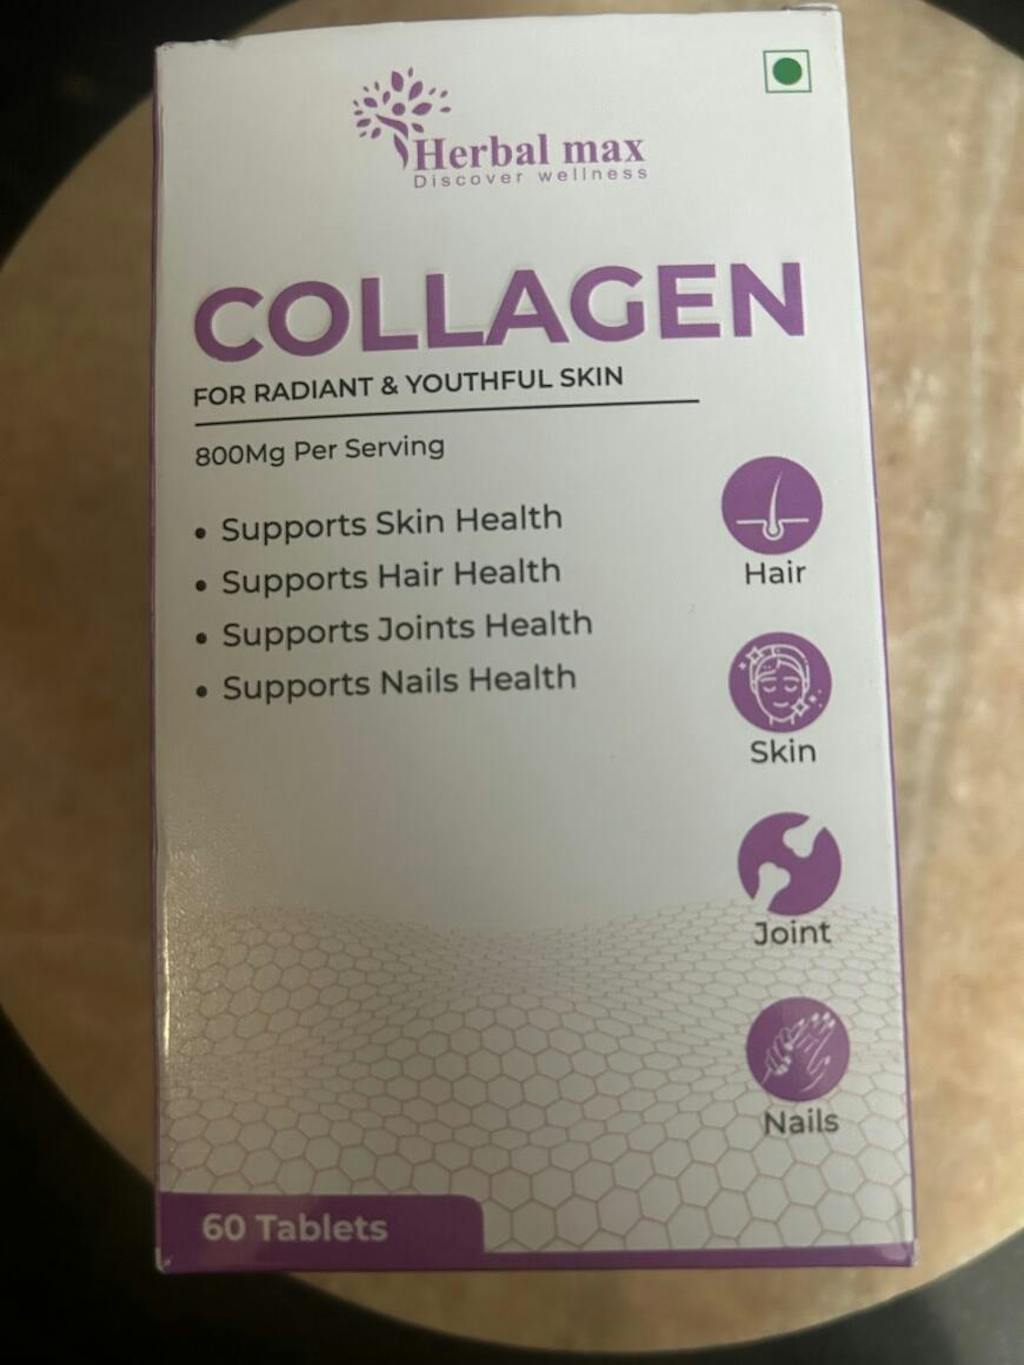 Herbal max
Discover wellness
COLLAGEN
FOR RADIANT & YOUTHFUL SKIN
800Mg Per Serving
• Supports Skin Health
• Supports Hair Health
• Supports Joints Health
• Supports Nails Health
Hair
Skin
Joint
Nails
60 Tablets